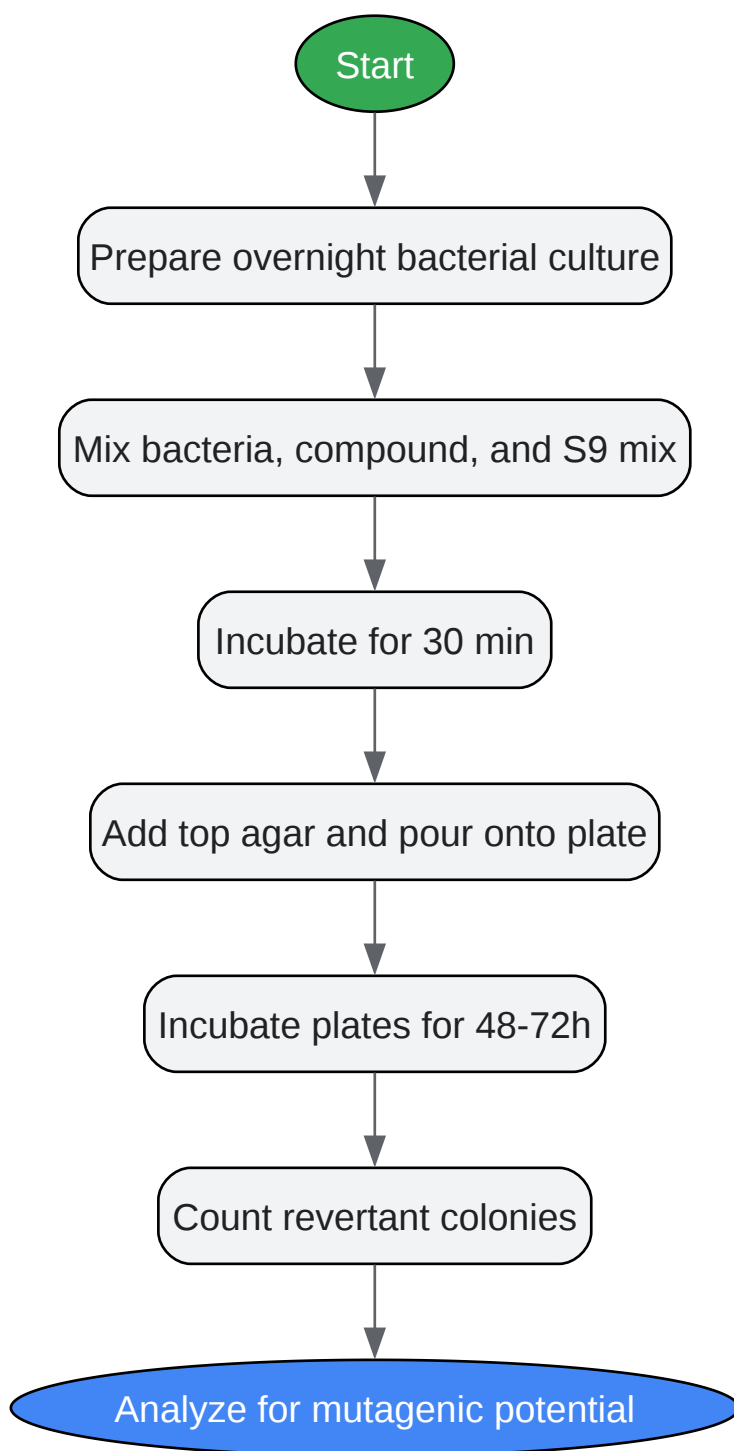 Start
Prepare overnight bacterial culture
Mix bacteria, compound, and S9 mix
Incubate for 30 min
Add top agar and pour onto plate
Incubate plates for 48-72h
Count revertant colonies
Analyze for mutagenic potential